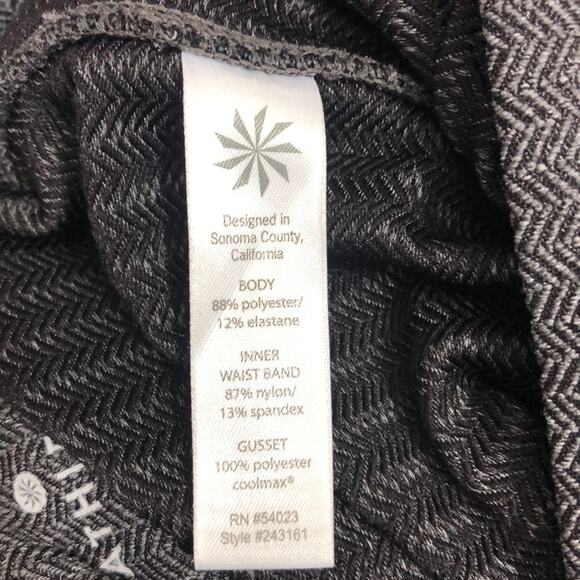 Designed in
Sonoma County,
California
BODY
88% polyester/
12% elastane
INNER
WAIST BAND
87% nylon/
13% spandex
GUSSET
100% polyester
coolmax®
RN #54023
Style #243161
ATHL